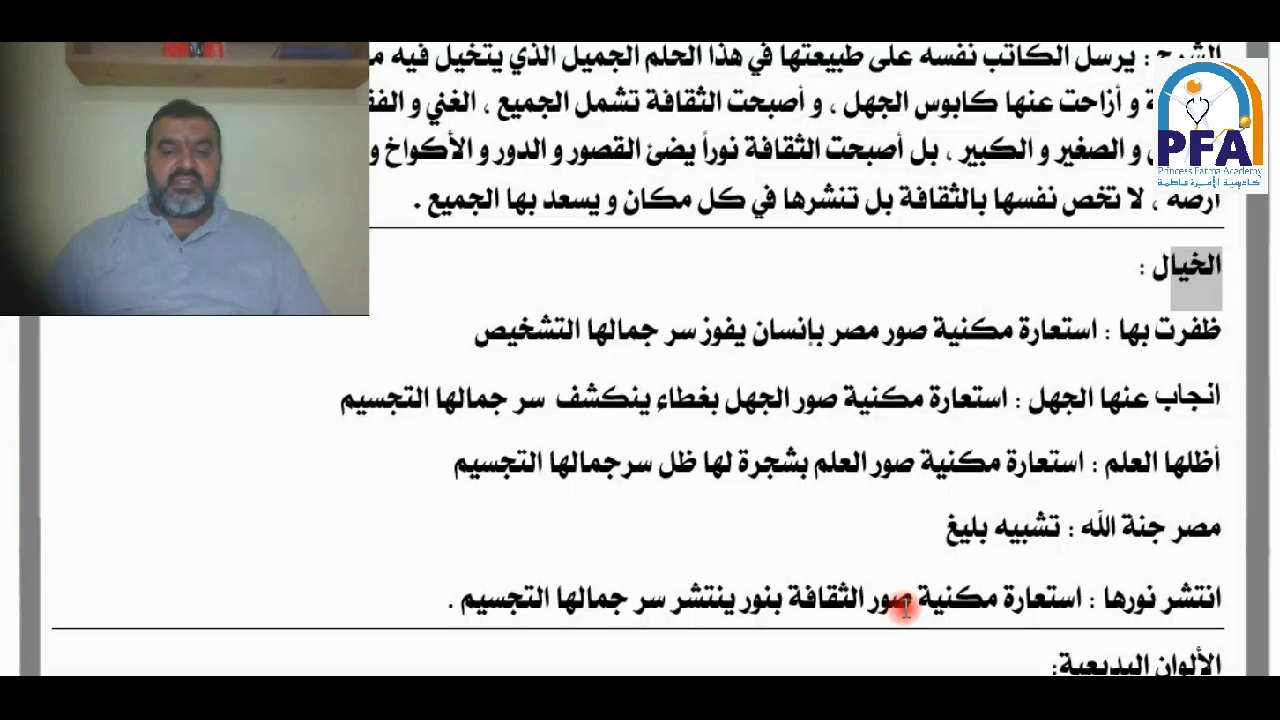 الشرح : يرسل الكاتب نفسه على طبيعتها في هذا الحلم الجميل الذي يتخيل فيه
و أزاحت عنها كابوس الجهل ، و أصبحت الثقافة تشمل الجميع ، الغني و
و الصغير و الكبير ، بل أصبحت الثقافة نوراً يضئ القصور و الدور و الأكواخ و
أرضه ، لا تخص نفسها بالثقافة بل تنشرها في كل مكان و يسعد بها الجميع .
PFA
Princess Fatma Academy
كاديمية الأميرة فاطمة
الخيال :
ظفرت بها : استعارة مكنية صور مصر بإنسان يفوز سر جمالها التشخيص
انجاب عنها الجهل : استعارة مكنية صور الجهل بغطاء ينكشف سر جمالها التجسيم
أظلها العلم : استعارة مكنية صور العلم بشجرة لها ظل سرجمالها التجسيم
مصر جنة الله : تشبيه بليغ
انتشر نورها : استعارة مكنية صور الثقافة بنور ينتشر سر جمالها التجسيم .
الألوان البديعية: